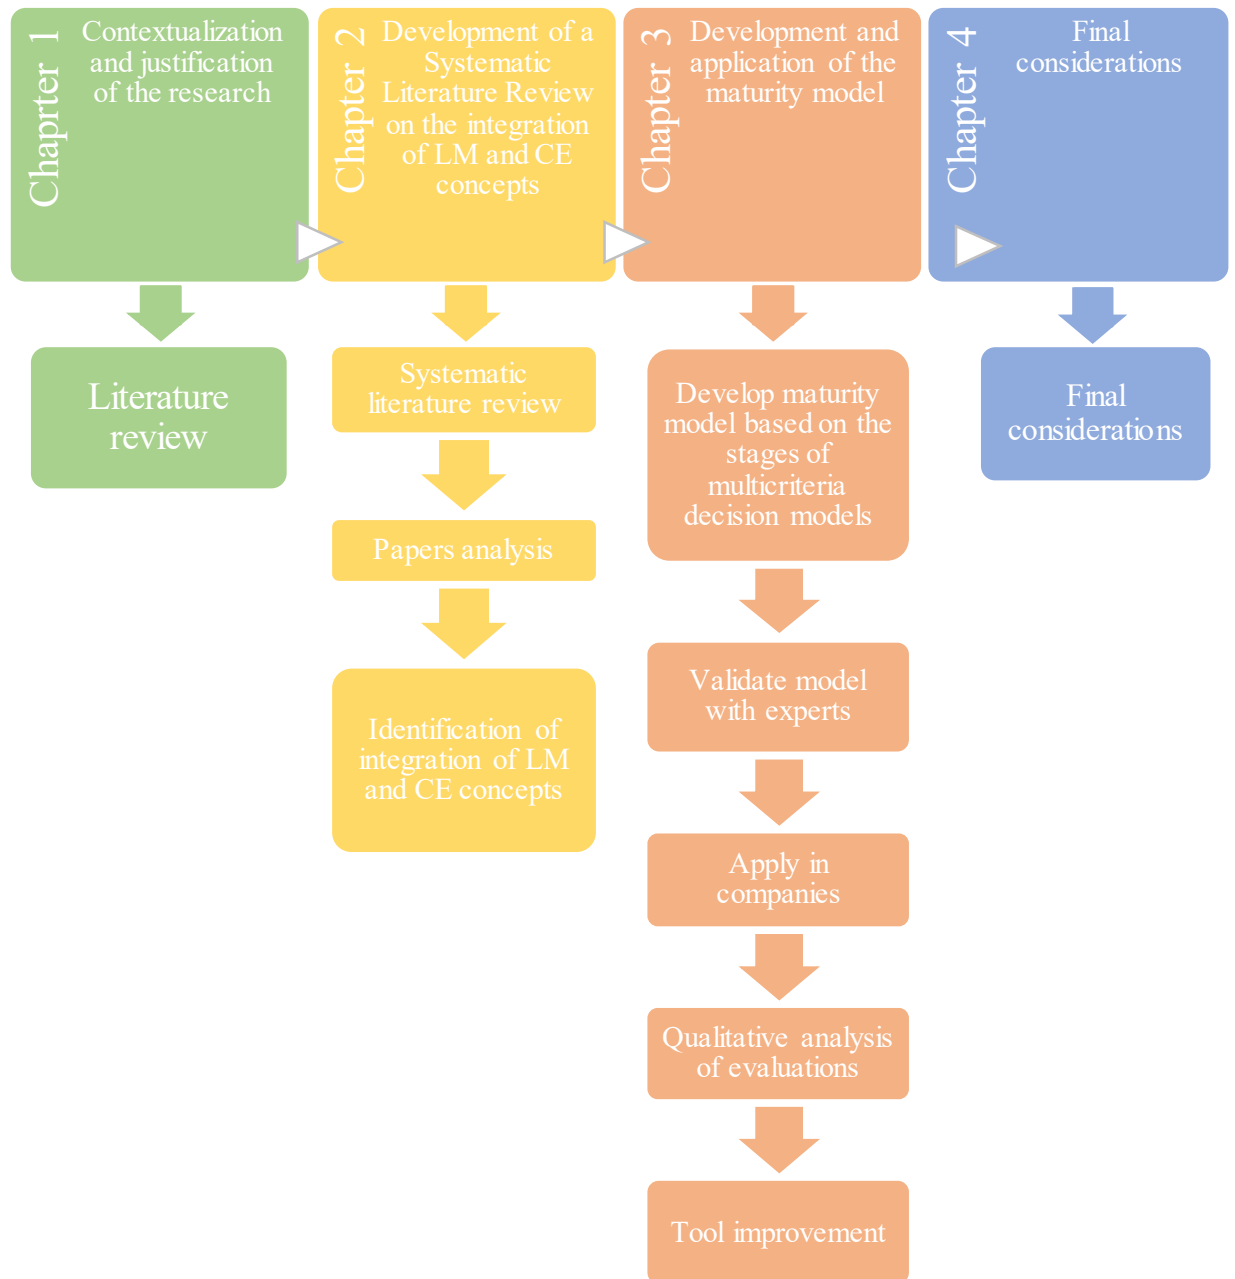 Chaprter 1
Contextualization
and justification
of the research
Literature
review
Chapter 2
Development of a
Systematic
Literature Review
on the integration
of LM and CE
concepts
Systematic
literature review
Papers analysis
Identification of
integration of LM
and CE concepts
Chapter 3
Development and
application of the
maturity model
Develop maturity
model based on the
stages of
multicriteria
decision models
Validate model
with experts
Apply in
companies
Qualitative analysis
of evaluations
Tool improvement
Chapter 4
Final
considerations
Final
considerations